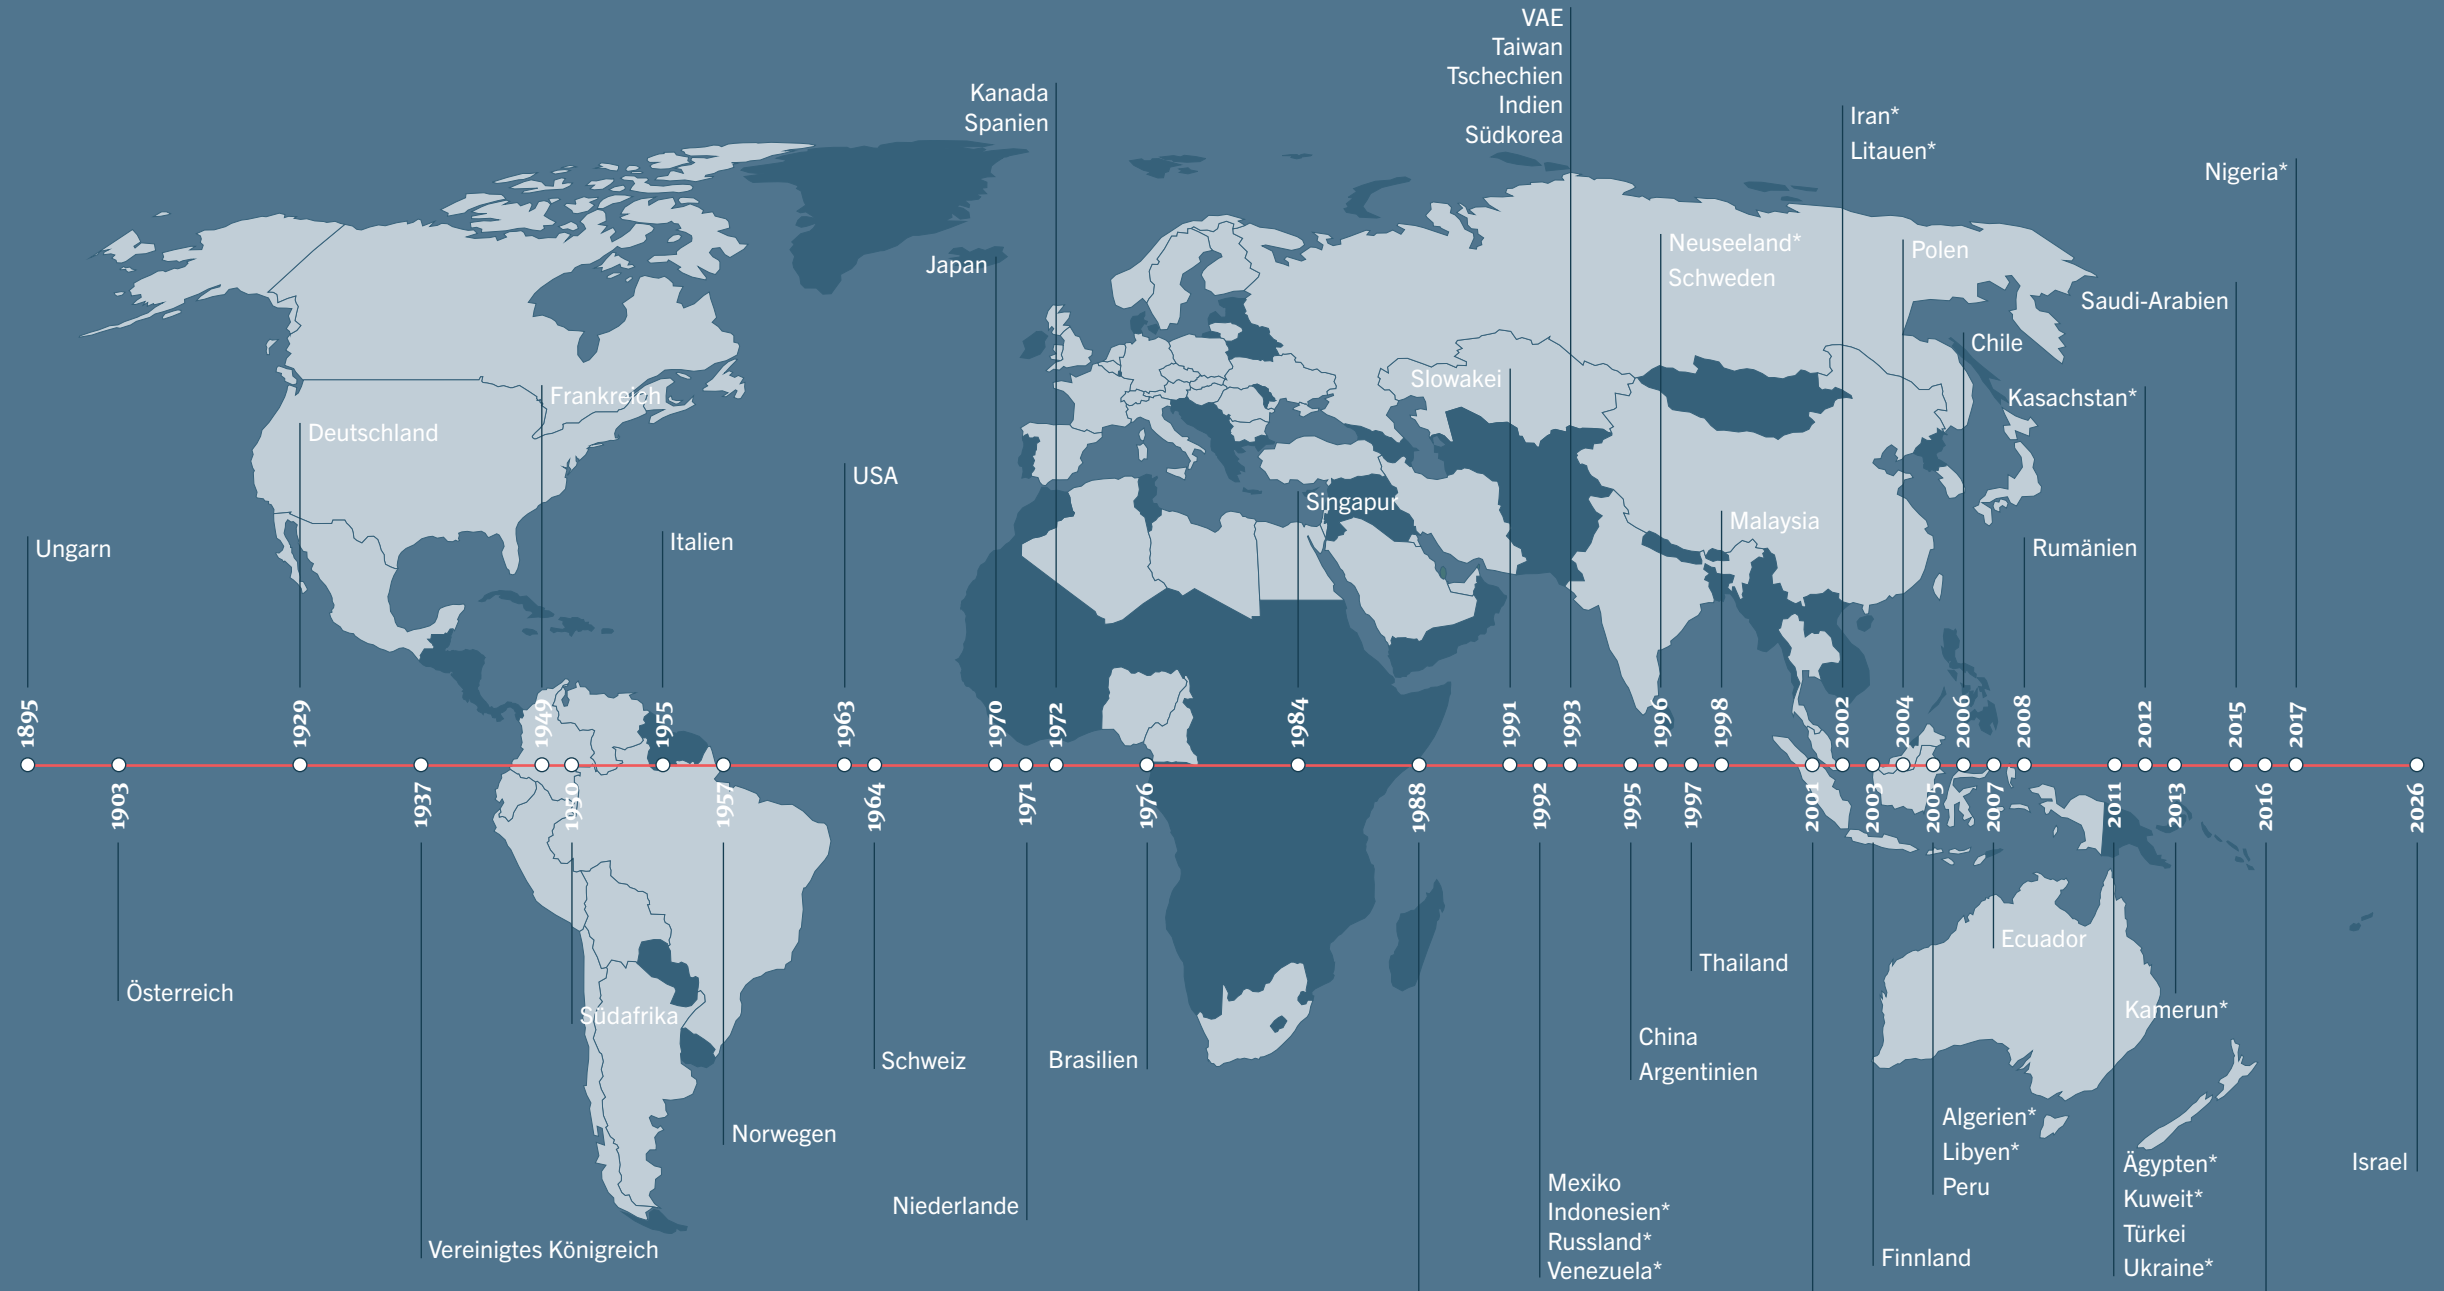 VAE
Taiwan
Tschechien
Indien
Südkorea
Kanada
Spanien
Iran*
Litauen*
Nigeria*
Neuseeland*
Schweden
Polen
Japan
Saudi-Arabien
Chile
Slowakei
Frankreich
Kasachstan*
Deutschland
USA
Singapur
Malaysia
Ungarn
Italien
Rumänien
1895
1929
1949
1955
1963
1970
1972
1984
1991
1993
1996
1998
2002
2004
2006
2008
2012
2015
2017
1903
1937
1950
1957
1964
1971
1976
1988
1992
1995
1997
2001
2003
2005
2007
2011
2013
2016
2026
Ecuador
Thailand
Österreich
Kamerun*
Südafrika
China
Argentinien
Schweiz
Brasilien
Algerien*
Libyen*
Peru
Norwegen
Israel
Ägypten*
Kuweit*
Türkei
Ukraine*
Mexiko
Indonesien*
Russland*
Venezuela*
Niederlande
Vereinigtes Königreich
Finnland